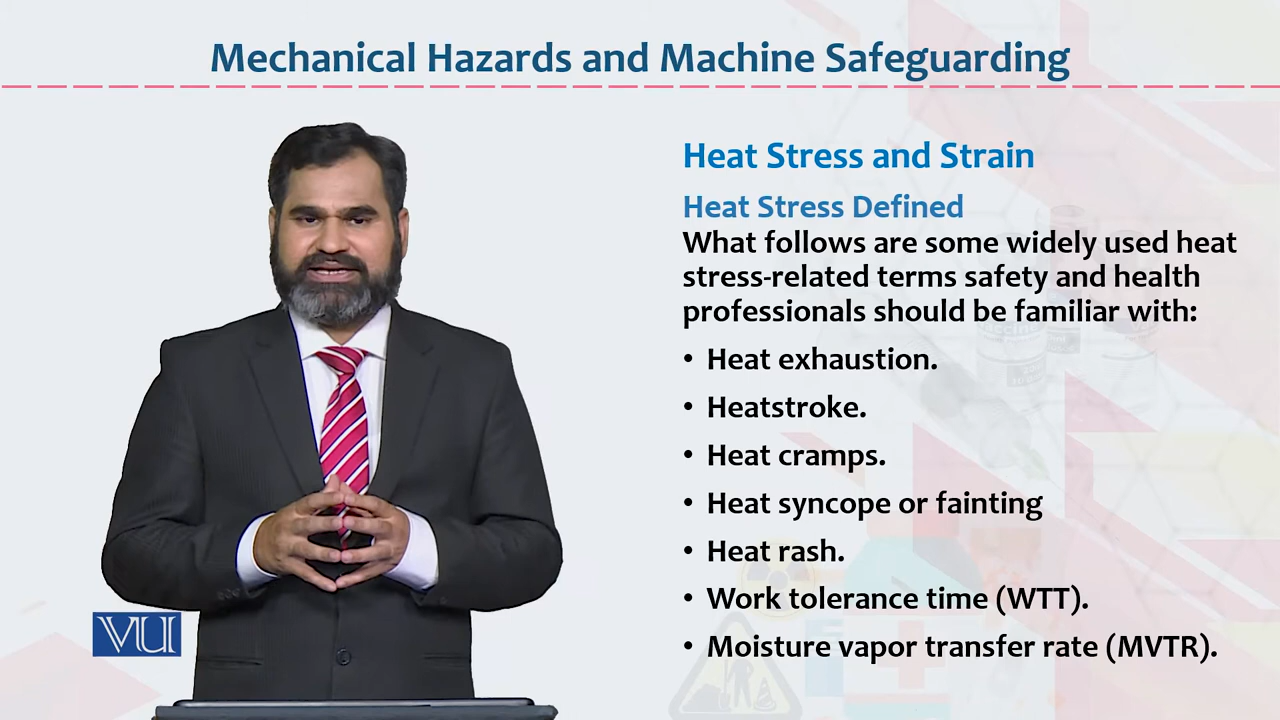 Mechanical Hazards and Machine Safeguarding
Heat Stress and Strain
Heat Stress Defined
What follows are some widely used heat
stress-related terms safety and health
professionals should be familiar with:
• Heat exhaustion.
• Heatstroke.
• Heat cramps.
• Heat syncope or fainting
• Heat rash.
• Work tolerance time (WTT).
• Moisture vapor transfer rate (MVTR).
VU